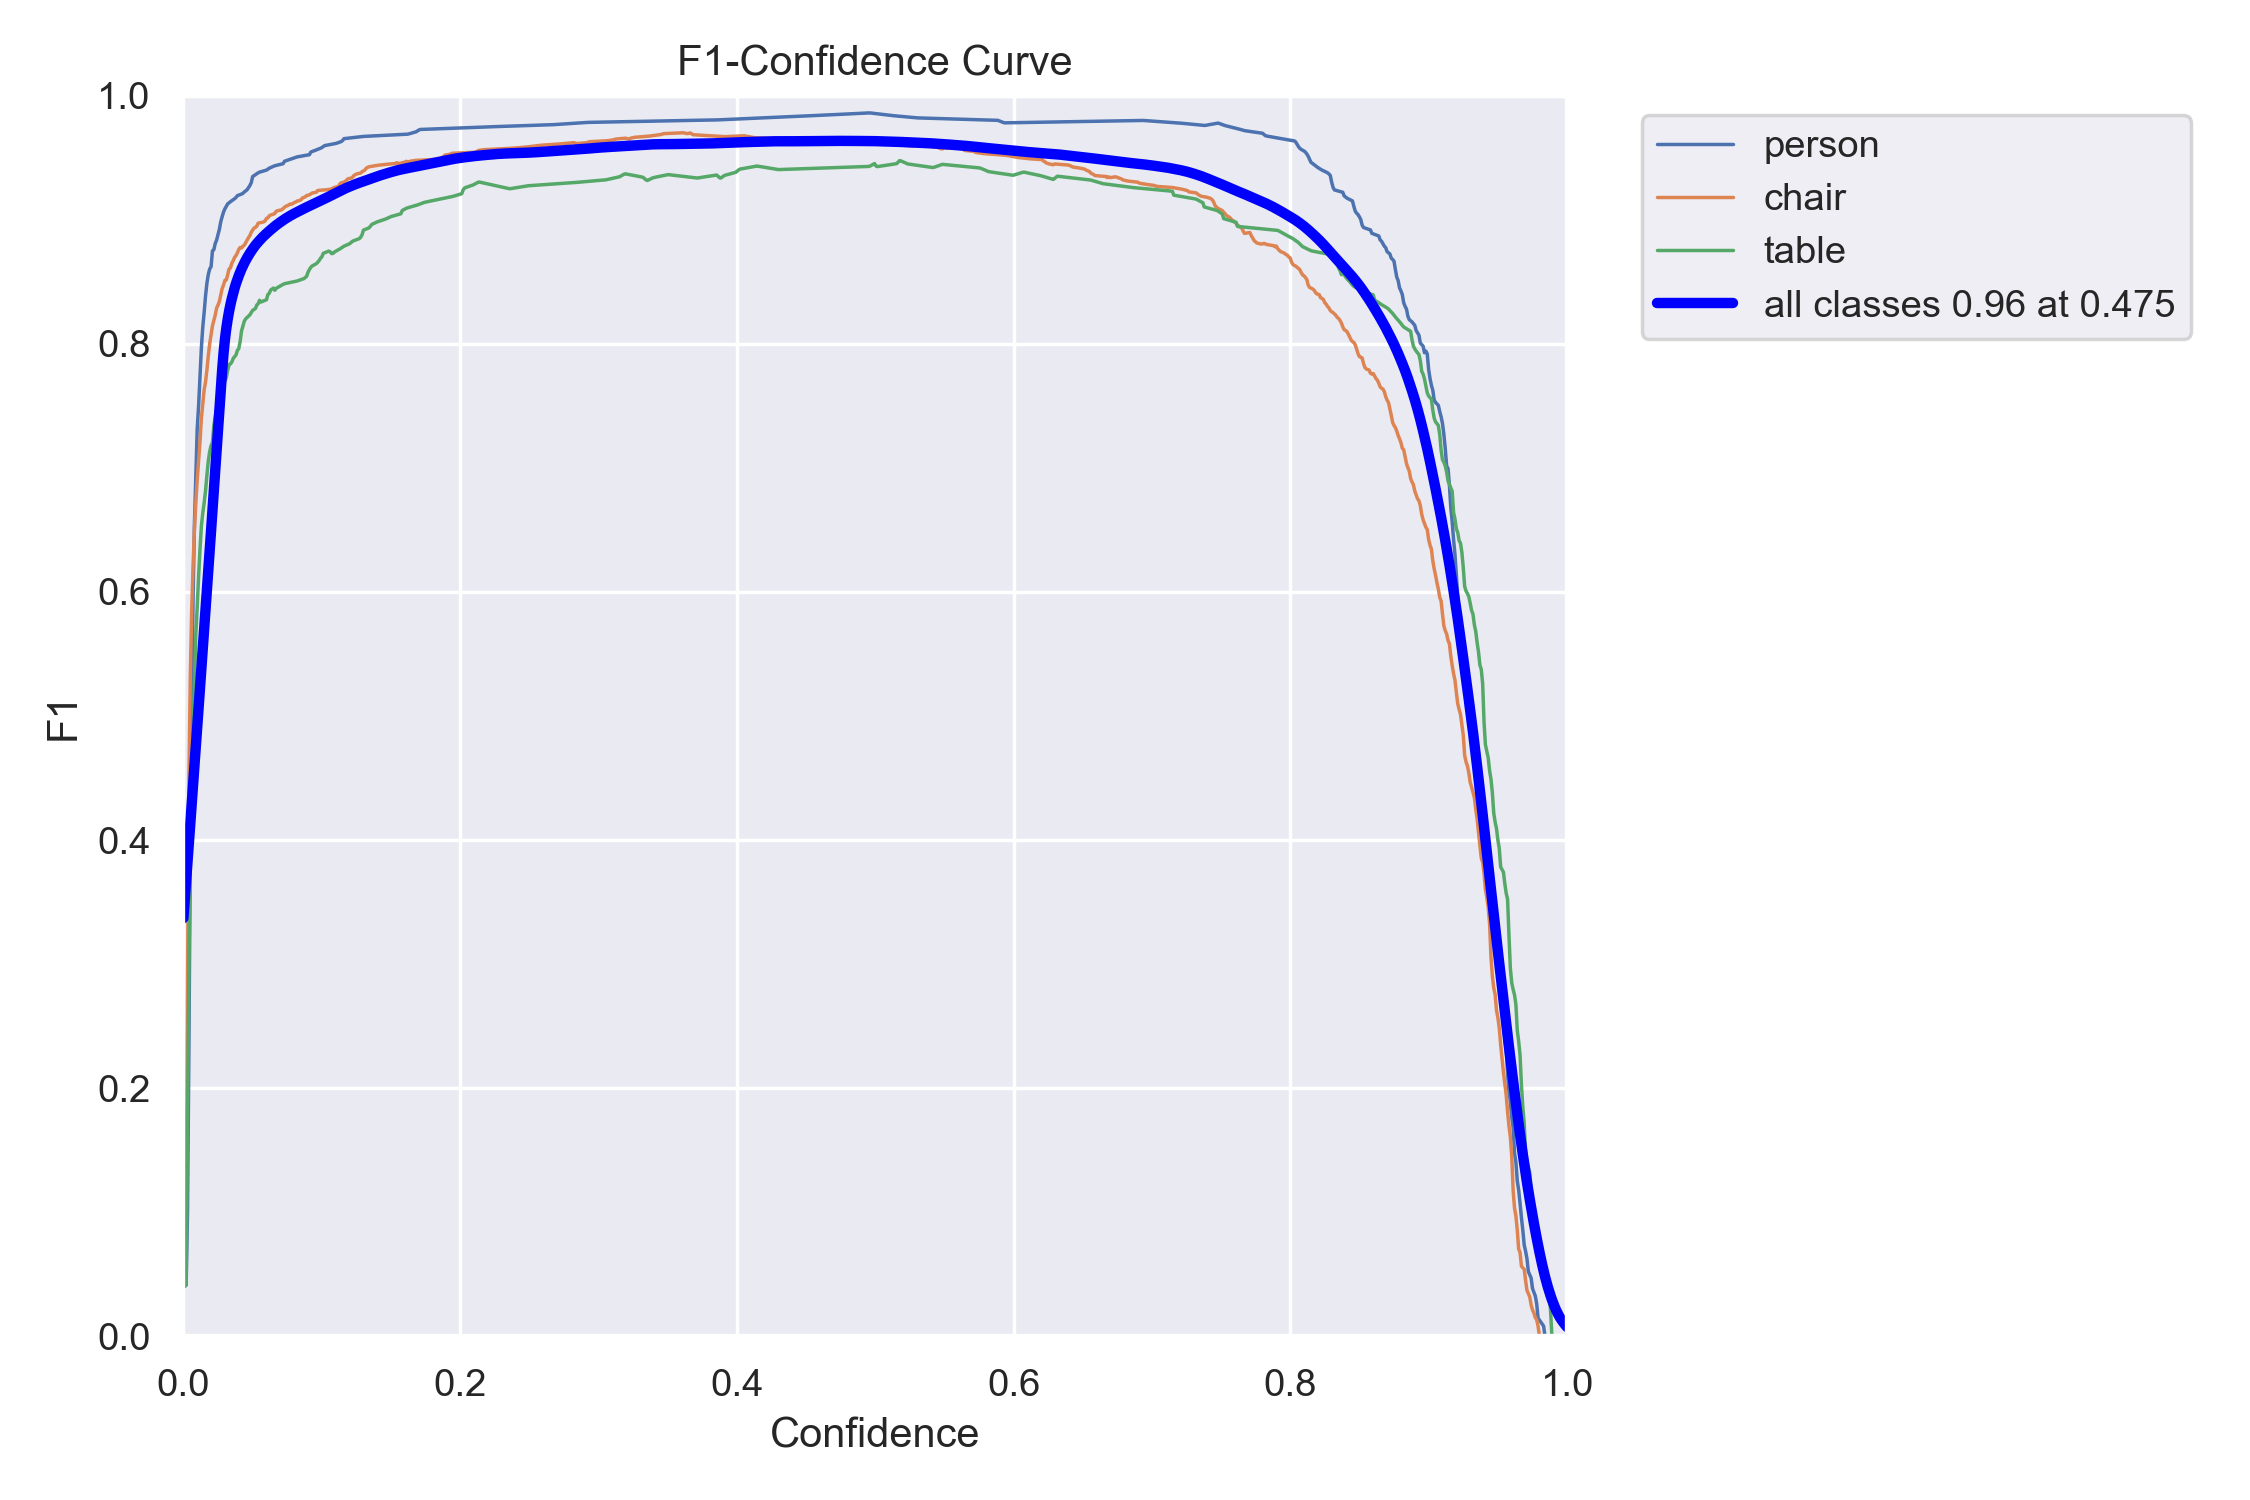 F1-Confidence Curve
1.0
0.8
0.6
0.4
0.2
0.0
F1
0.0 0.2 0.4 0.6 0.8 1.0
Confidence
person
chair
table
all classes 0.96 at 0.475